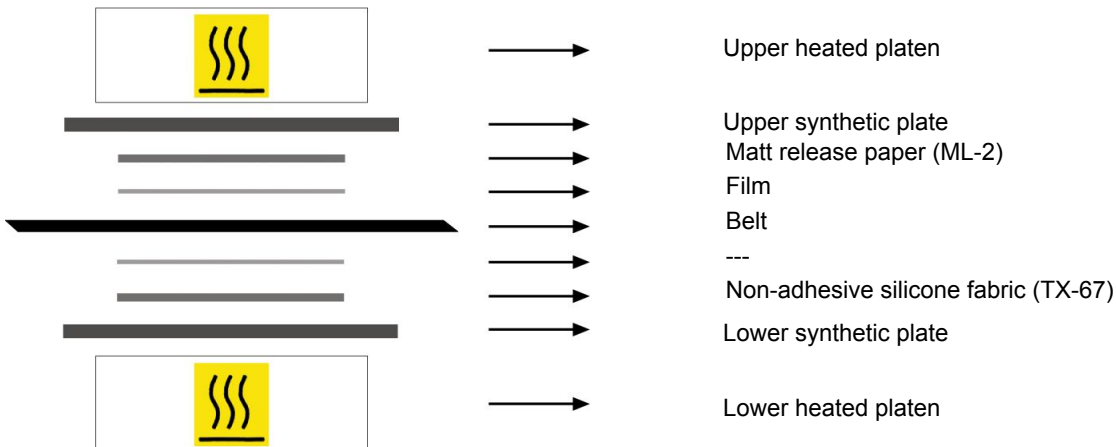 Upper heated platen
Upper synthetic plate
Matt release paper (ML-2)
Film
Belt
---
Non-adhesive silicone fabric (TX-67)
Lower synthetic plate
Lower heated platen